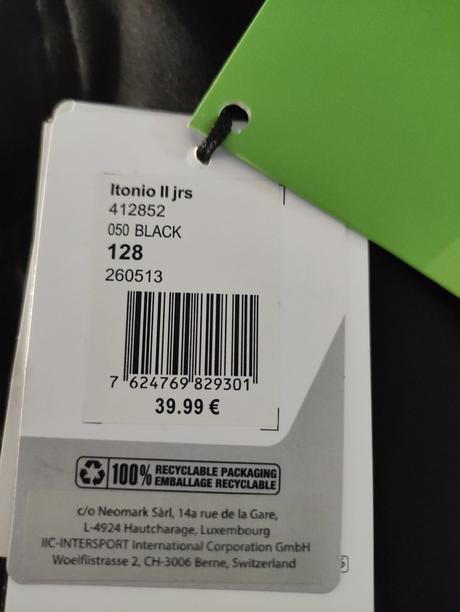 Itonio II jrs
412852
050 BLACK
128
260513
7 624769 829301
39.99 €
100% RECYCLABLE PACKAGING
EMBALLAGE RECYCLABLE
c/o Neomark Sàrl, 14a rue de la Gare,
L-4924 Hautcharage, Luxembourg
IIC-INTERSPORT International Corporation GmbH
Woelflistrasse 2, CH-3006 Berne, Switzerland